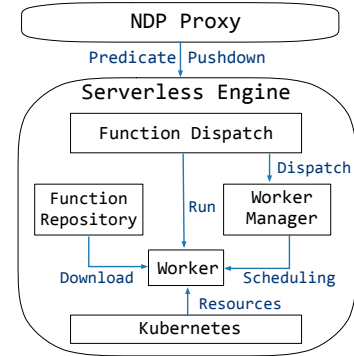 NDP Proxy
Predicate Pushdown
Serverless Engine
Function Dispatch
Dispatch
Function
Repository
Run
Worker
Manager
Download
Worker
Scheduling
Resources
Kubernetes